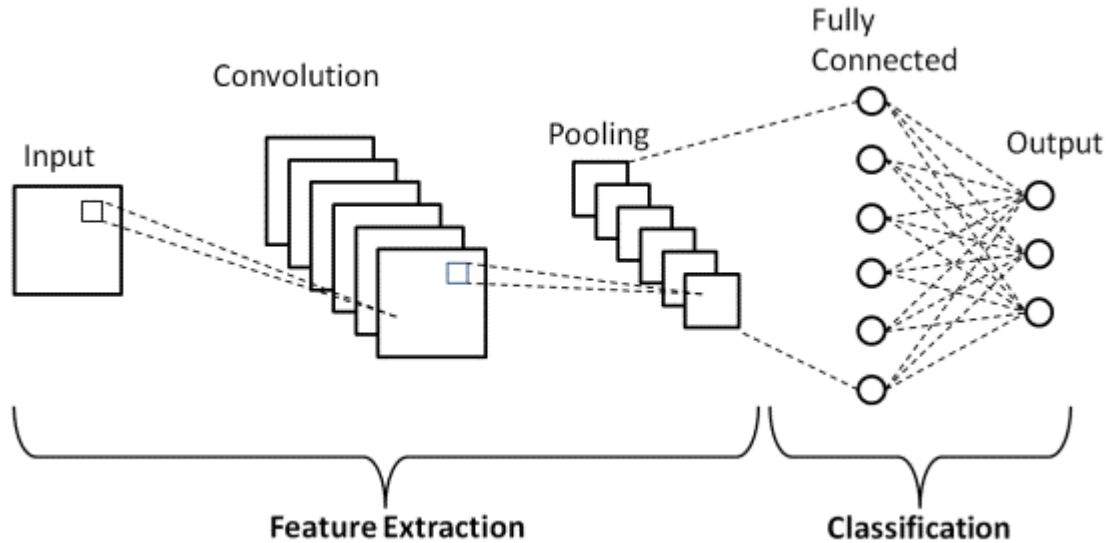 Fully
Connected
Convolution
Pooling
Input
Output
Feature Extraction
Classification